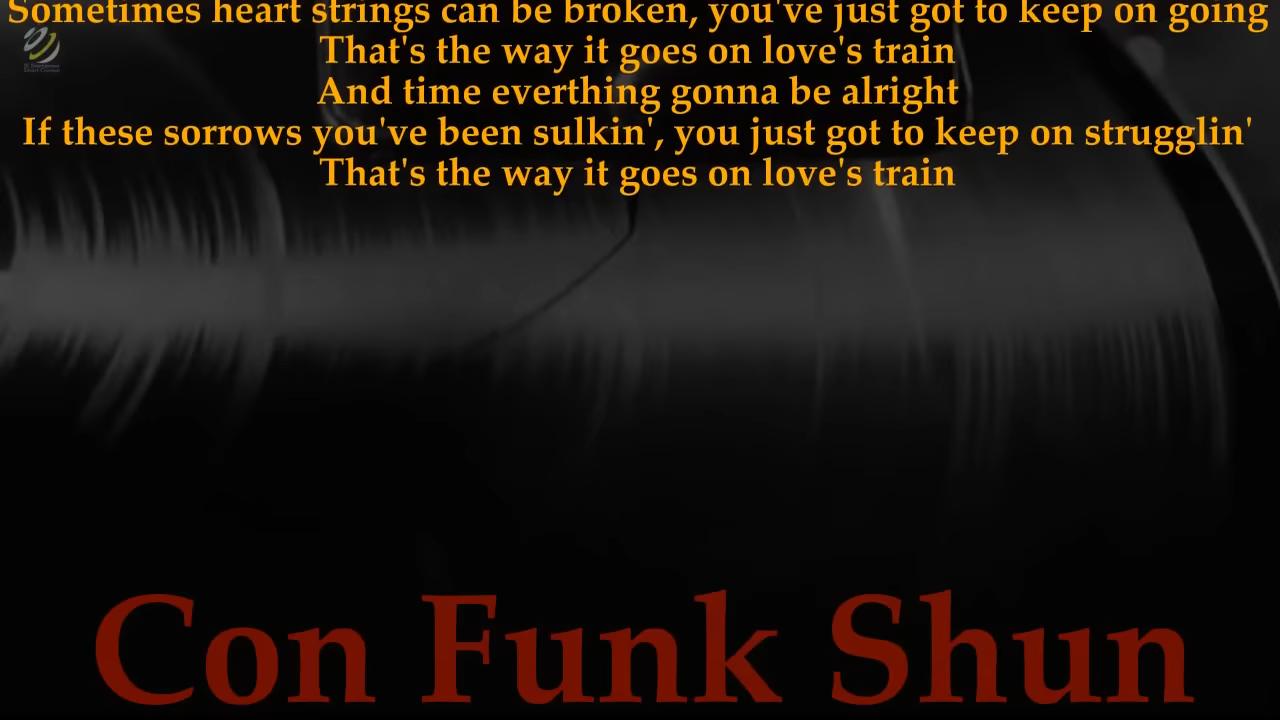 Sometimes heart strings can be broken, you've just got to keep on going
That's the way it goes on love's train
And time everthing gonna be alright
If these sorrows you've been sulkin', you just got to keep on strugglin'
That's the way it goes on love's train
Con Funk Shun